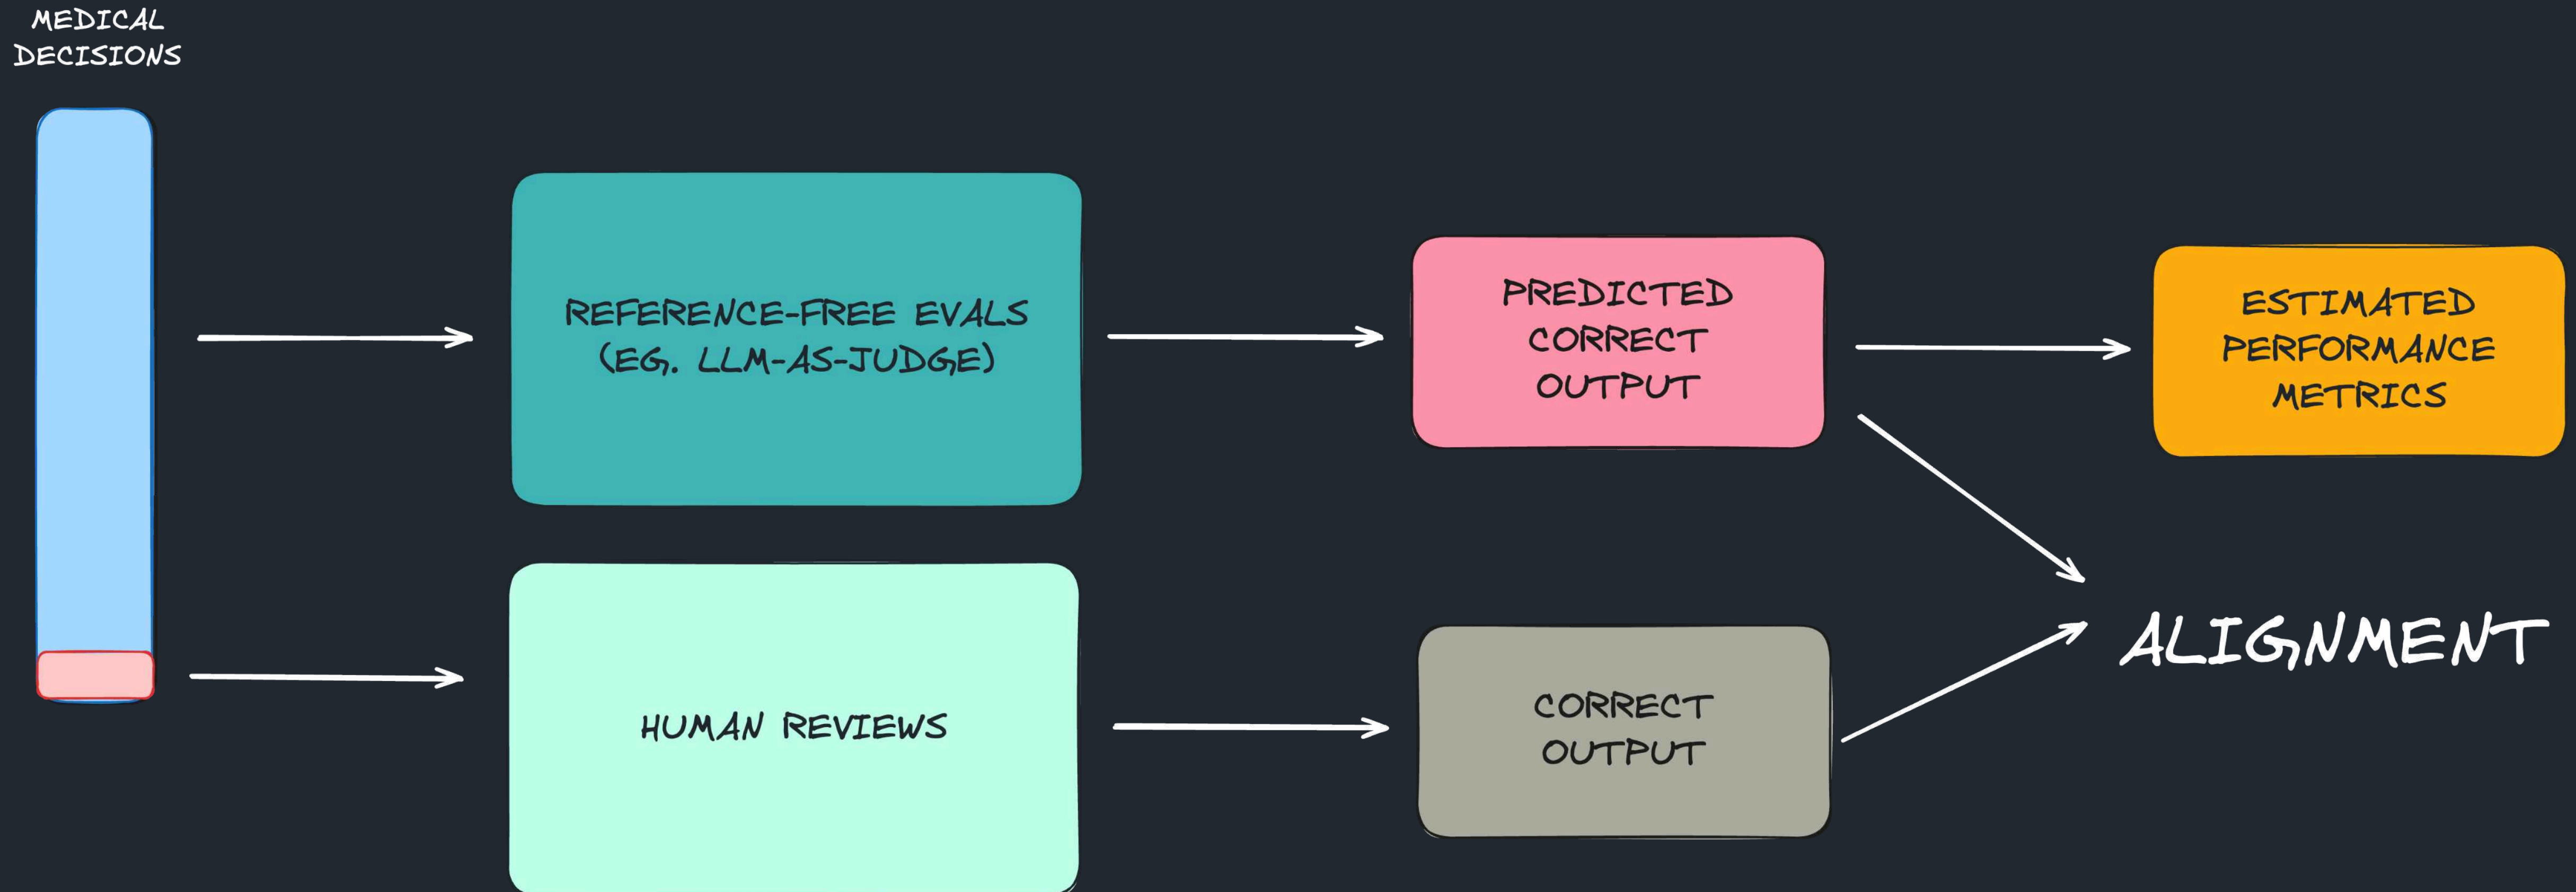 MEDICAL
DECISIONS
REFERENCE-FREE EVALS
(EG. LLM-AS-JUDGE)
PREDICTED
CORRECT
OUTPUT
ESTIMATED
PERFORMANCE
METRICS
HUMAN REVIEWS
CORRECT
OUTPUT
ALIGNMENT